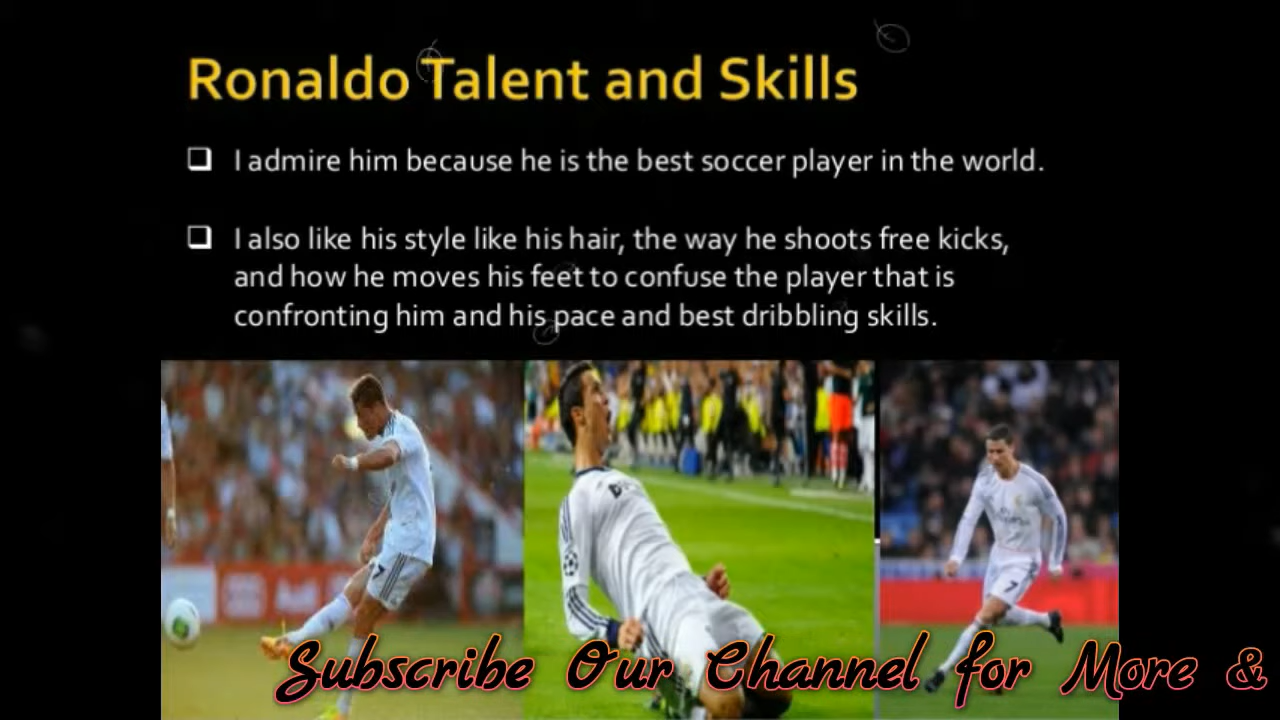 Ronaldo Talent and Skills
I admire him because he is the best soccer player in the world.
I also like his style like his hair, the way he shoots free kicks,
and how he moves his feet to confuse the player that is
confronting him and his pace and best dribbling skills.
7
7
Subscribe Our Channel for More &